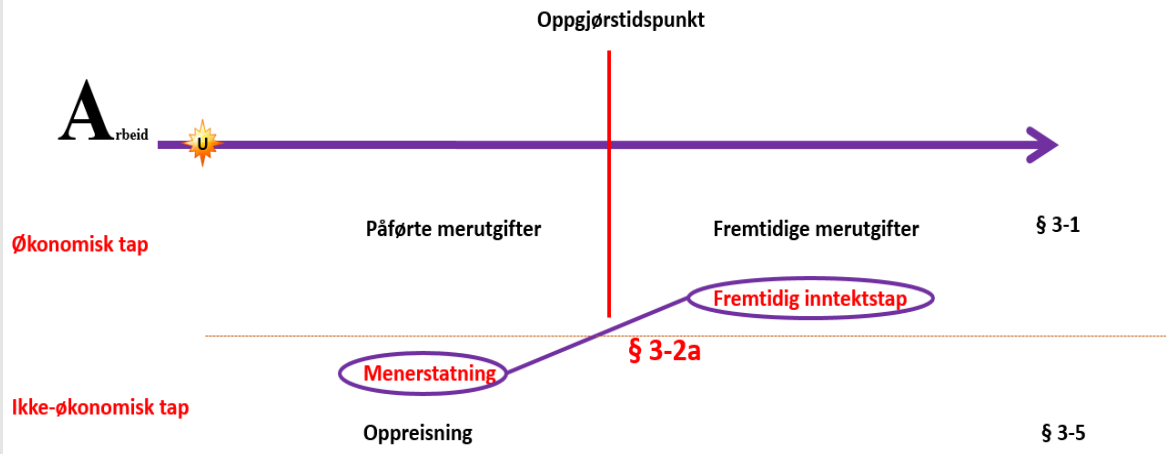 Oppgjørstidspunkt
Arbeid
U
Påførte merutgifter
Fremtidige merutgifter
§ 3-1
Økonomisk tap
Fremtidig inntektstap
§ 3-2a
Menerstatning
Ikke-økonomisk tap
Oppreisning
§ 3-5